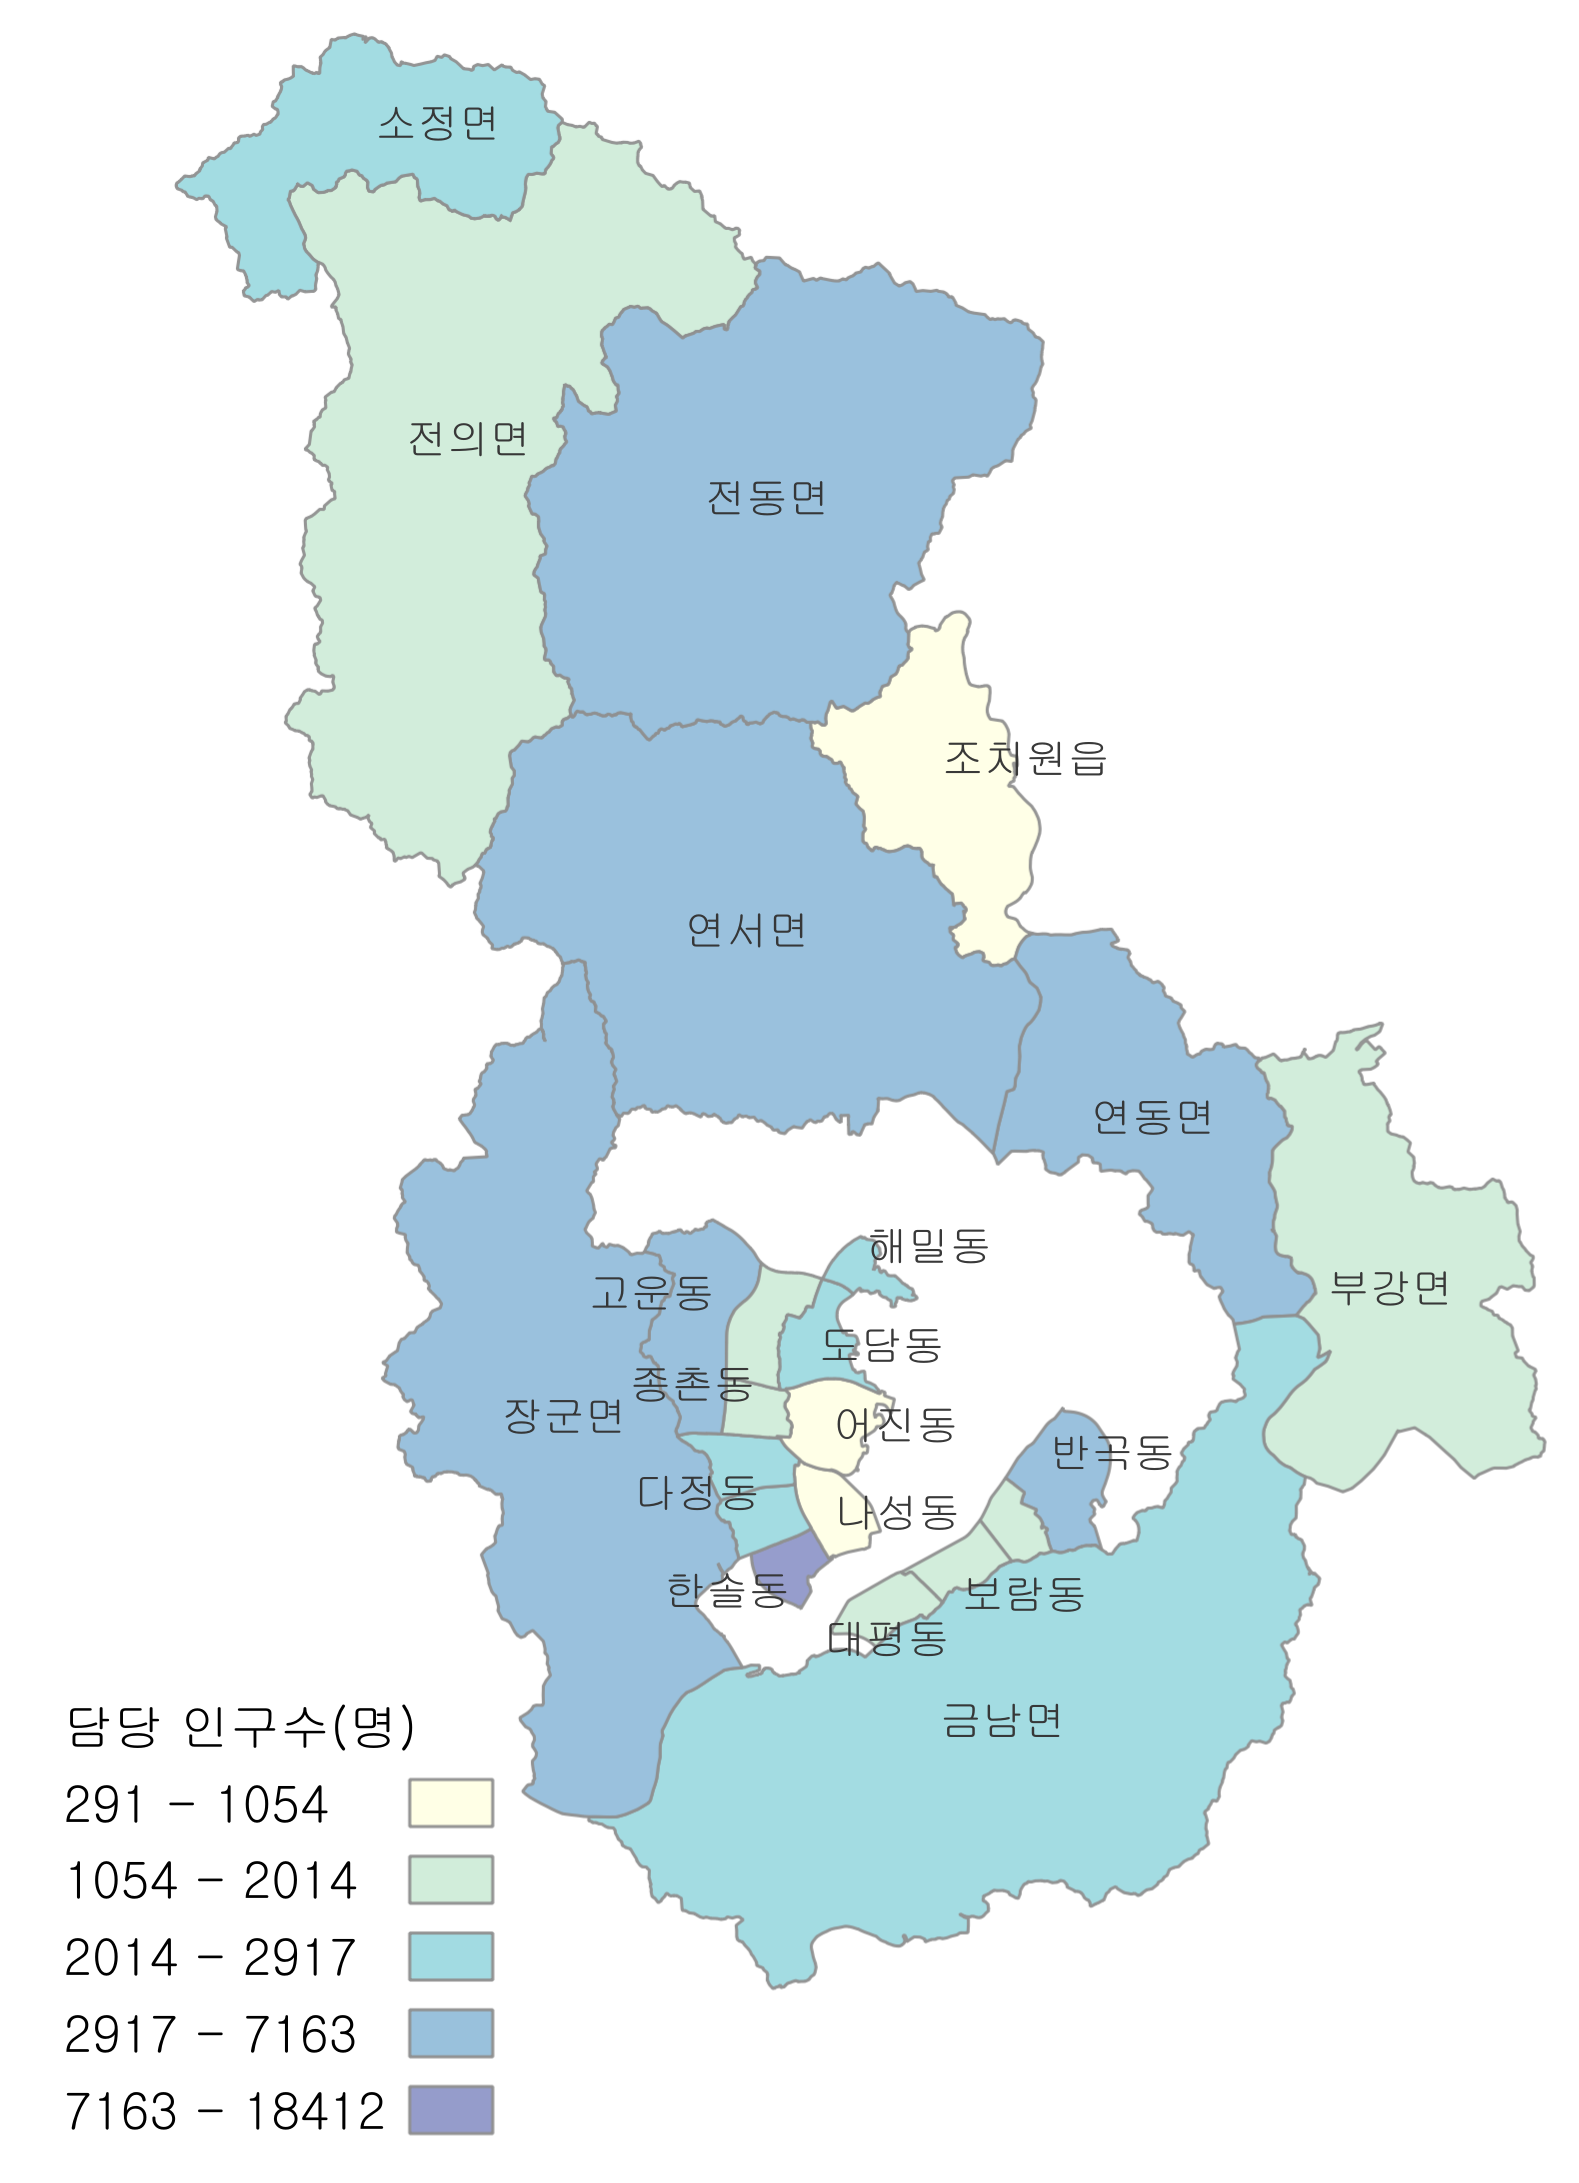 소정면
전의면
전동면
조치원읍
연서면
연동면
해밀동
고운동
부강면
도담동
종촌동
장군면
어진동
반곡동
다정동
나성동
한솔동
보람동
대평동
금남면
담당 인구수(명)
291 - 1054
1054 - 2014
2014 - 2917
2917 - 7163
7163 - 18412